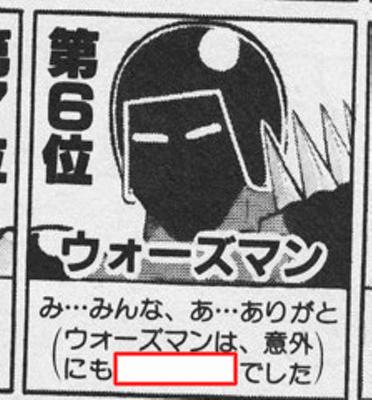 第6位
ウォーズマン
み…みんな、あ…ありがと
(ウォーズマンは、意外
にも
でした)